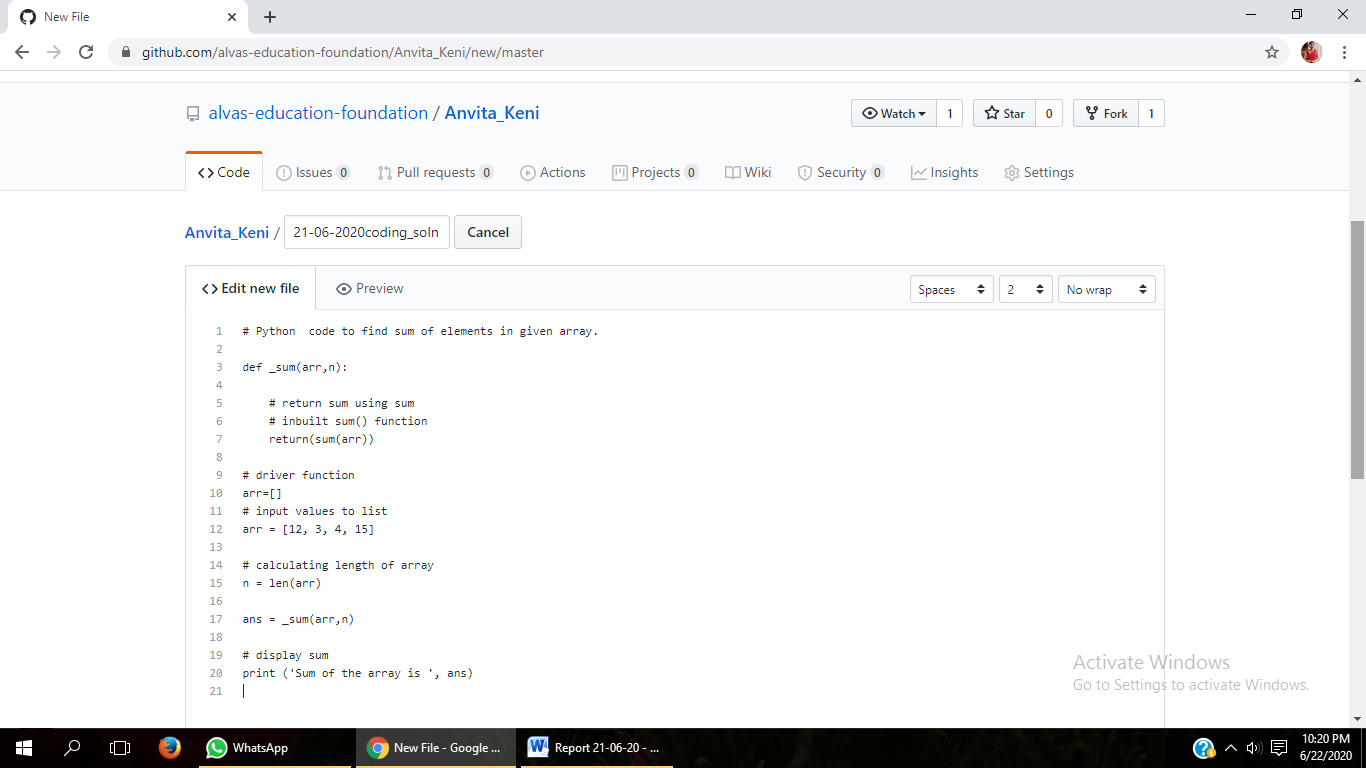 New File
github.com/alvas-education-foundation/Anvita_Keni/new/master
alvas-education-foundation / Anvita_Keni
Watch 1 Star 0 Fork 1
Code Issues 0 Pull requests 0 Actions Projects 0 Wiki Security 0 Insights Settings
Anvita_Keni / 21-06-2020coding_soln Cancel
Edit new file Preview Spaces 2 No wrap
1 # Python  code to find sum of elements in given array.
2
3 def _sum(arr,n):
4
5     # return sum using sum
6     # inbuilt sum() function
7     return(sum(arr))
8
9 # driver function
10 arr=[]
11 # input values to list
12 arr = [12, 3, 4, 15]
13
14 # calculating length of array
15 n = len(arr)
16
17 ans = _sum(arr,n)
18
19 # display sum
20 print ('Sum of the array is ', ans)
21
Activate Windows
Go to Settings to activate Windows.
WhatsApp New File - Google ... Report 21-06-20 - ... 10:20 PM
6/22/2020